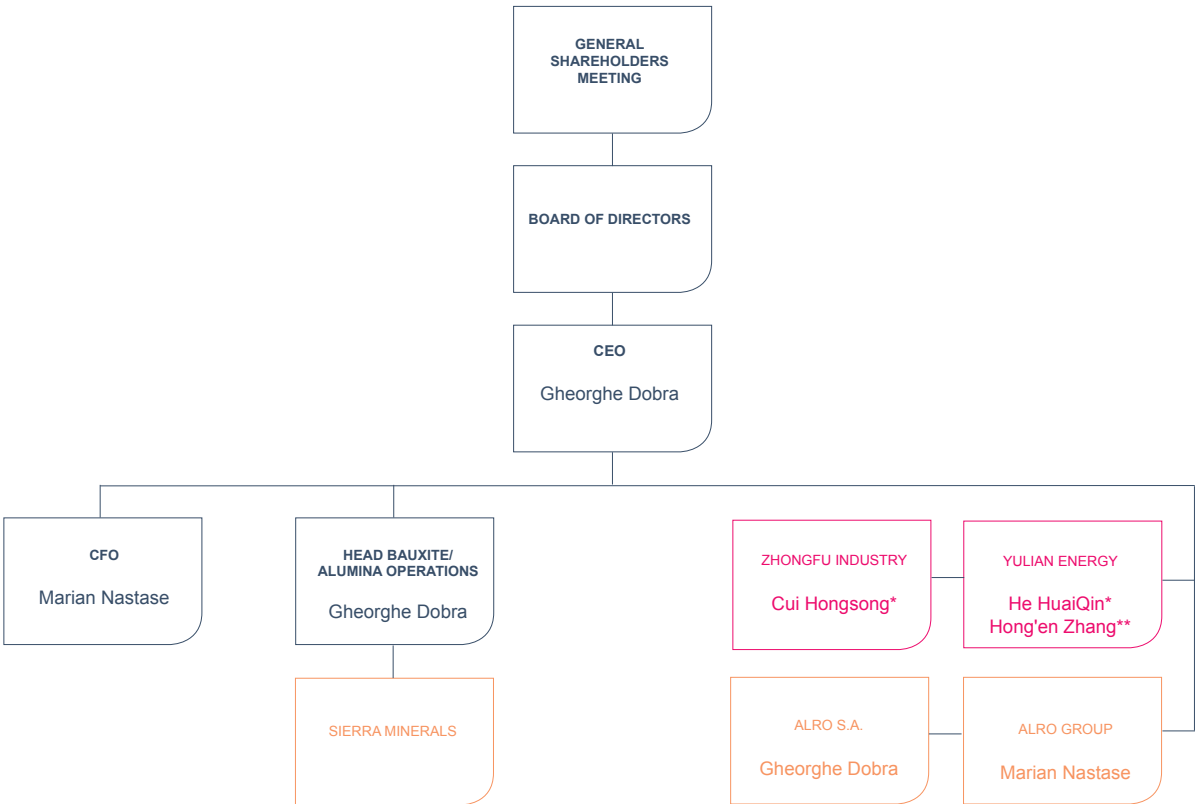 GENERAL
SHAREHOLDERS
MEETING
BOARD OF DIRECTORS
CEO
Gheorghe Dobra
CFO
Marian Nastase
HEAD BAUXITE/
ALUMINA OPERATIONS
Gheorghe Dobra
ZHONGFU INDUSTRY
Cui Hongsong*
YULIAN ENERGY
He HuaiQin*
Hong'en Zhang**
SIERRA MINERALS
ALRO S.A.
Gheorghe Dobra
ALRO GROUP
Marian Nastase